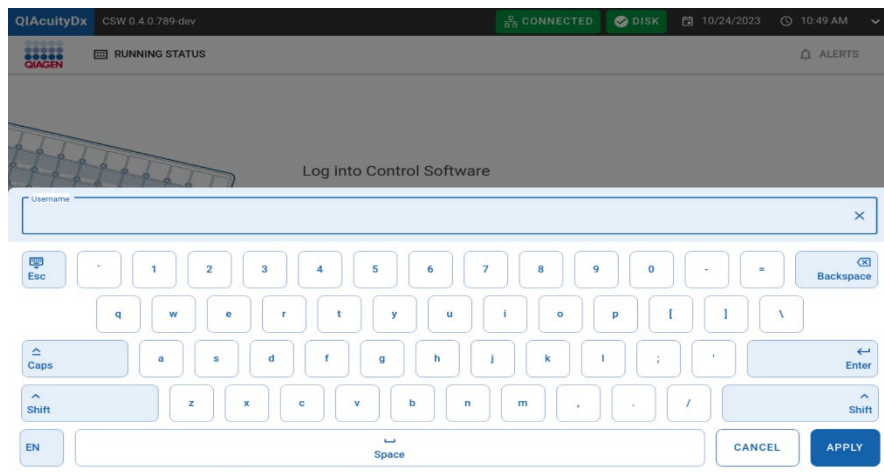 QIAcuityDx CSW 0.4.0.789-dev CONNECTED DISK 10/24/2023 10:49 AM
QIAGEN RUNNING STATUS ALERTS
Log into Control Software
Username
` 1 2 3 4 5 6 7 8 9 0 - =
Esc Backspace
q w e r t y u i o p [ ] \
a s d f g h j k l ; '
Caps Enter
z x c v b n m , . /
Shift Shift
EN Space CANCEL APPLY